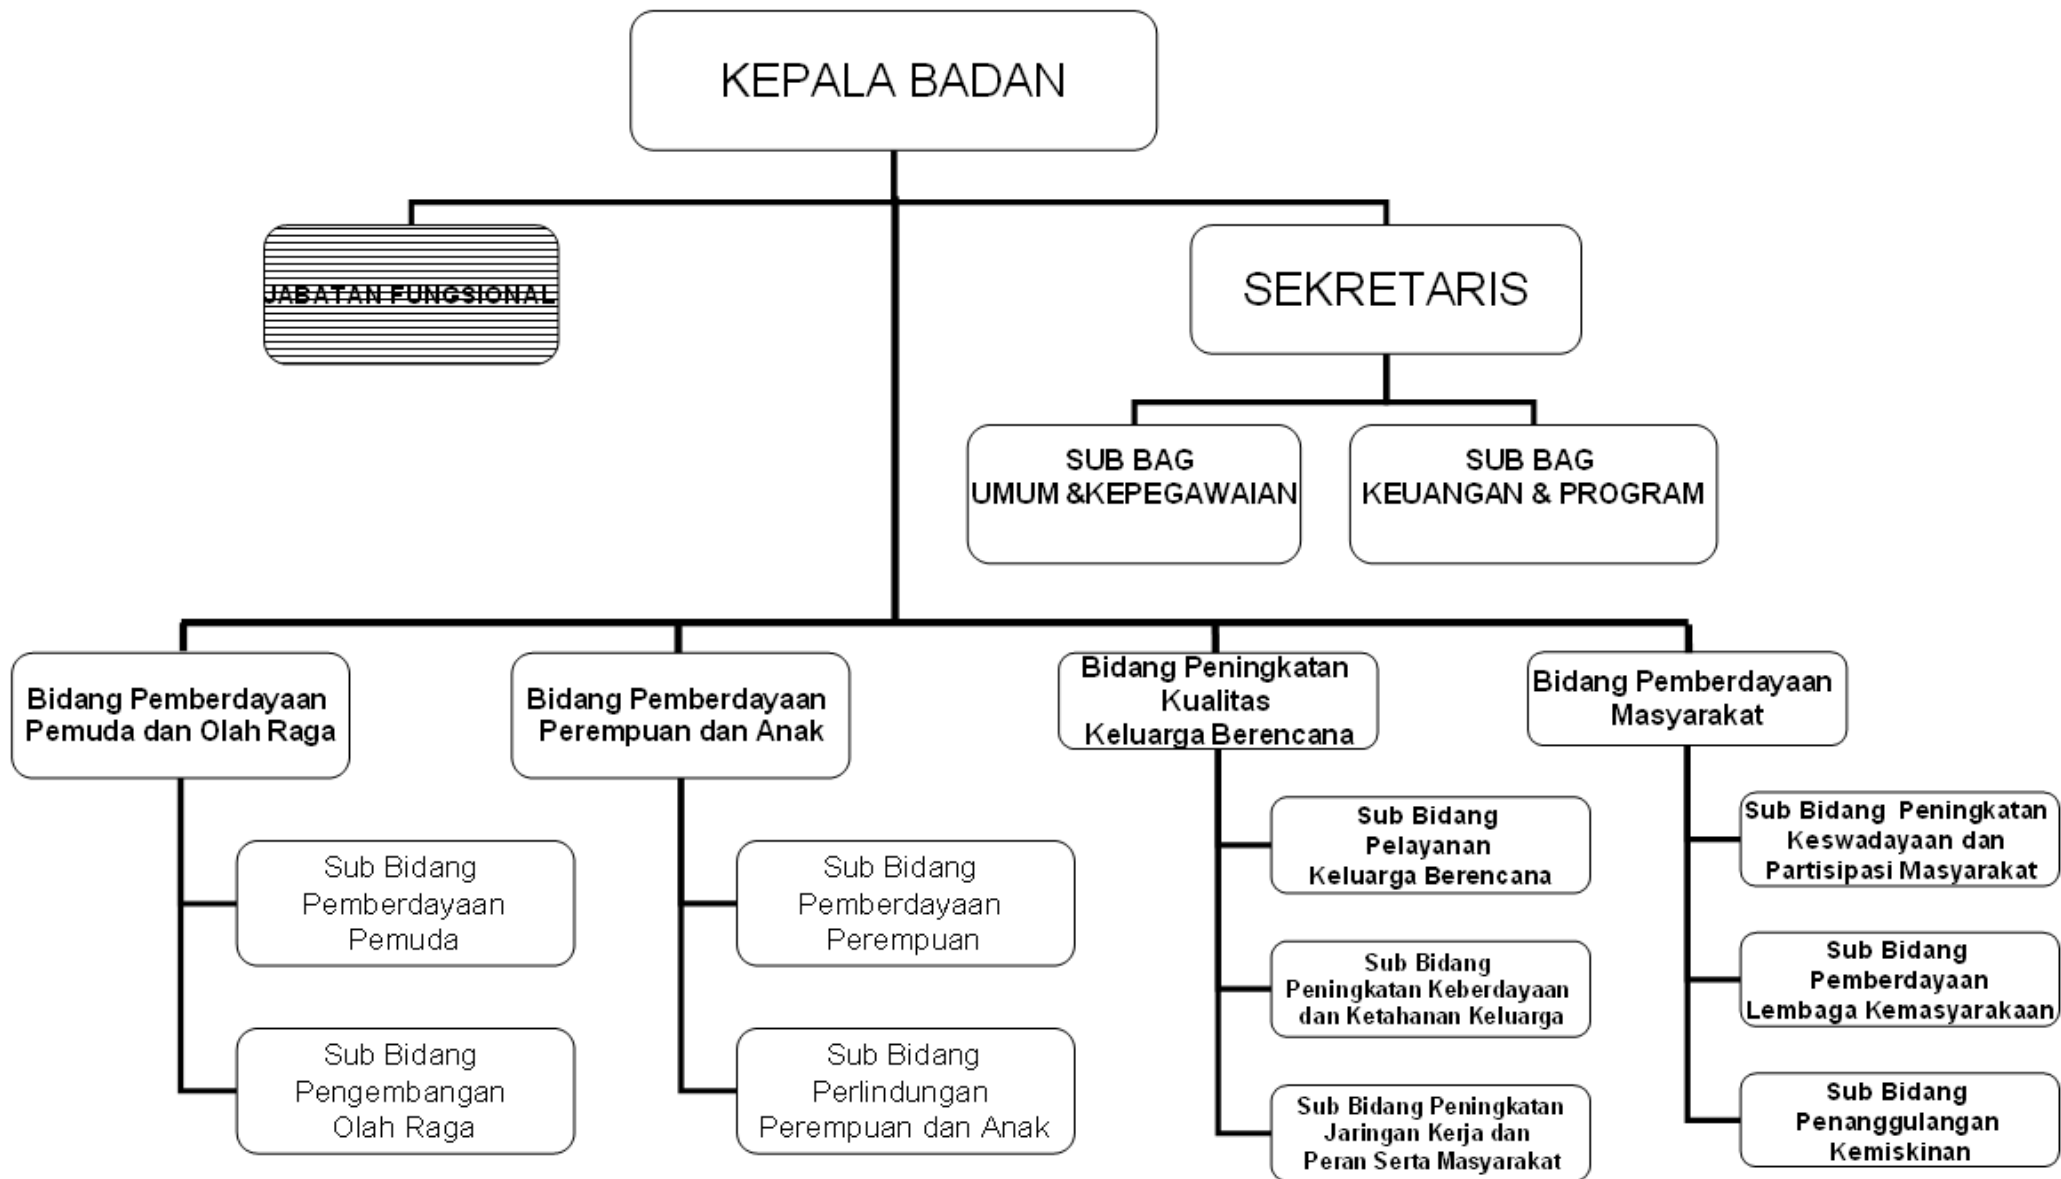 KEPALA BADAN
JABATAN FUNGSIONAL
SEKRETARIS
SUB BAG
UMUM &KEPEGAWAIAN
SUB BAG
KEUANGAN & PROGRAM
Bidang Pemberdayaan
Pemuda dan Olah Raga
Bidang Pemberdayaan
Perempuan dan Anak
Bidang Peningkatan
Kualitas
Keluarga Berencana
Bidang Pemberdayaan
Masyarakat
Sub Bidang
Pemberdayaan
Pemuda
Sub Bidang
Pengembangan
Olah Raga
Sub Bidang
Pemberdayaan
Perempuan
Sub Bidang
Perlindungan
Perempuan dan Anak
Sub Bidang
Pelayanan
Keluarga Berencana
Sub Bidang
Peningkatan Keberdayaan
dan Ketahanan Keluarga
Sub Bidang Peningkatan
Jaringan Kerja dan
Peran Serta Masyarakat
Sub Bidang Peningkatan
Keswadayaan dan
Partisipasi Masyarakat
Sub Bidang
Pemberdayaan
Lembaga Kemasyarakaan
Sub Bidang
Penanggulangan
Kemiskinan